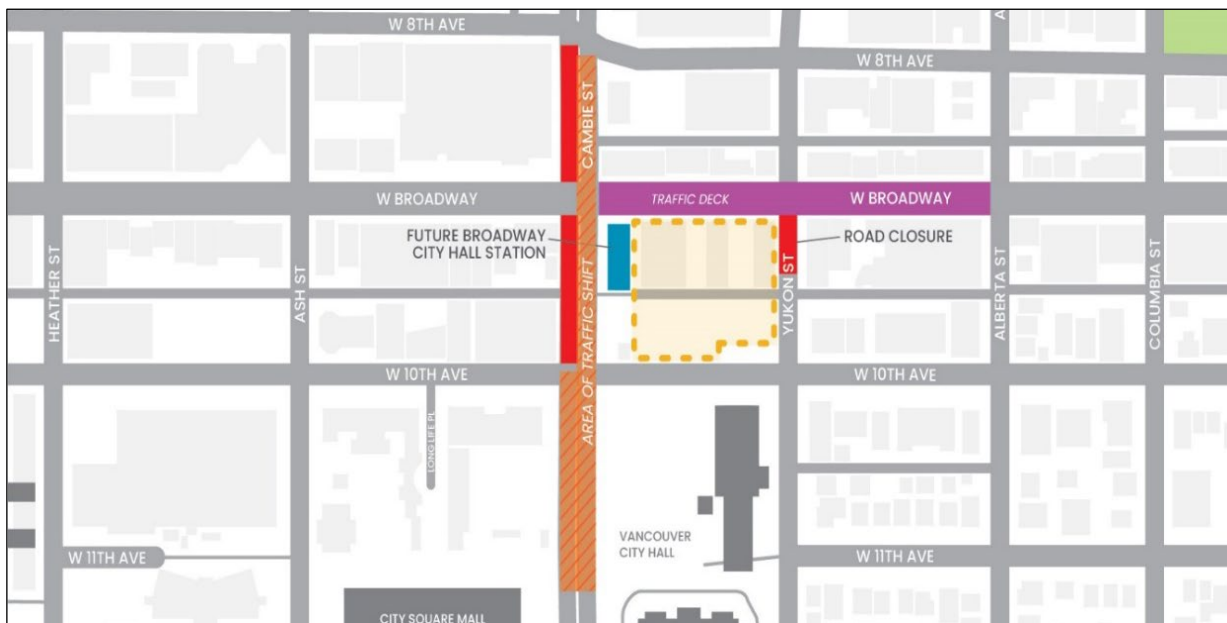 W 8TH AVE
W 8TH AVE
CAMBIE ST
W BROADWAY
TRAFFIC DECK
W BROADWAY
FUTURE BROADWAY
CITY HALL STATION
ROAD CLOSURE
HEATHER ST
ASH ST
AREA OF TRAFFIC SHIFT
YUKON ST
ALBERTA ST
COLUMBIA ST
W 10TH AVE
W 10TH AVE
LONG LIFE PL
VANCOUVER
CITY HALL
W 11TH AVE
W 11TH AVE
CITY SQUARE MALL